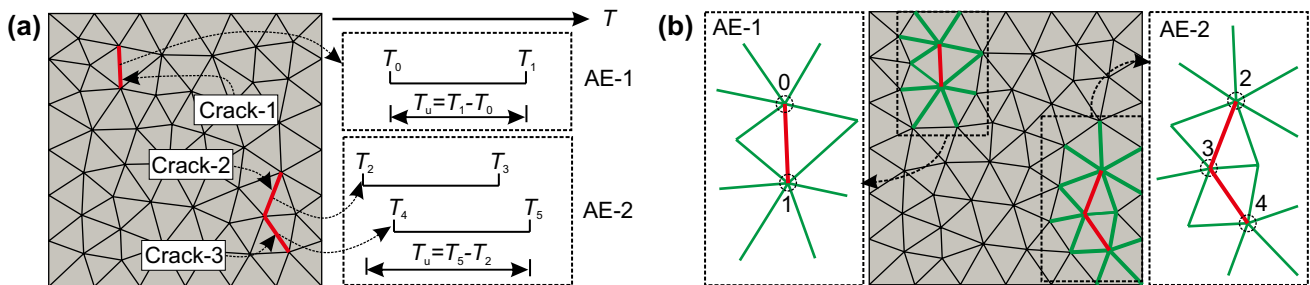 (a)
T
T0
T1
AE-1
Tu=T1-T0
Crack-1
Crack-2
Crack-3
T2
T3
T4
T5
AE-2
Tu=T5-T2
(b)
AE-1
0
1
AE-2
2
3
4